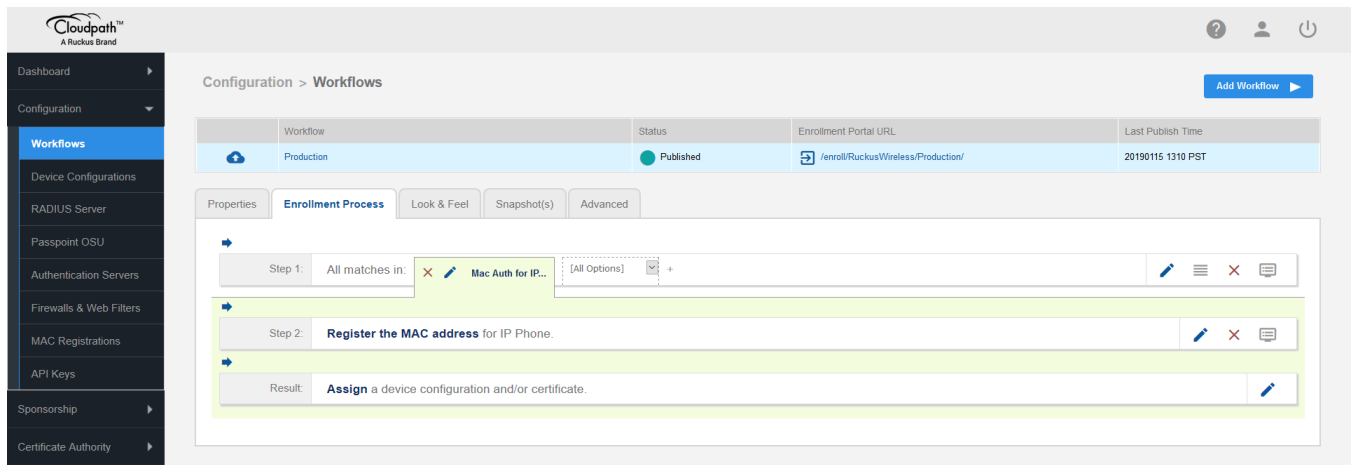 Cloudpath™
A Ruckus Brand
Dashboard
Configuration
Workflows
Device Configurations
RADIUS Server
Passpoint OSU
Authentication Servers
Firewalls & Web Filters
MAC Registrations
API Keys
Sponsorship
Certificate Authority
Configuration > Workflows
Add Workflow
Workflow Status Enrollment Portal URL Last Publish Time
Production Published /enroll/RuckusWireless/Production/ 20190115 1310 PST
Properties Enrollment Process Look & Feel Snapshot(s) Advanced
Step 1: All matches in: Mac Auth for IP... [All Options] +
Step 2: Register the MAC address for IP Phone.
Result: Assign a device configuration and/or certificate.